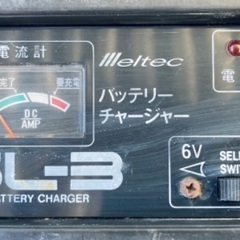 電流計
Meltec
電
完了 要充電
DC
AMP
バッテリー
チャージャー
SL-3
BATTERY CHARGER
6V
SELE
SWIT